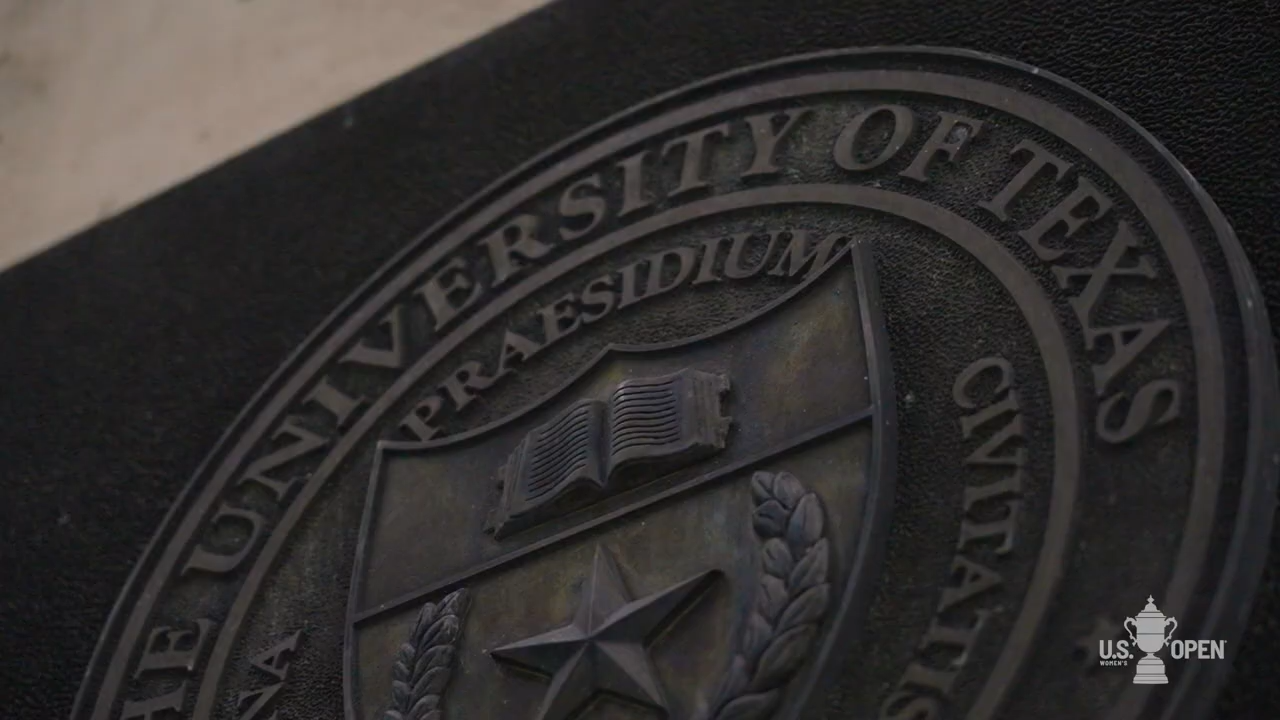 THE UNIVERSITY OF TEXAS
PRAESIDIUM
CIVITATIS
U.S. OPEN
WOMEN'S